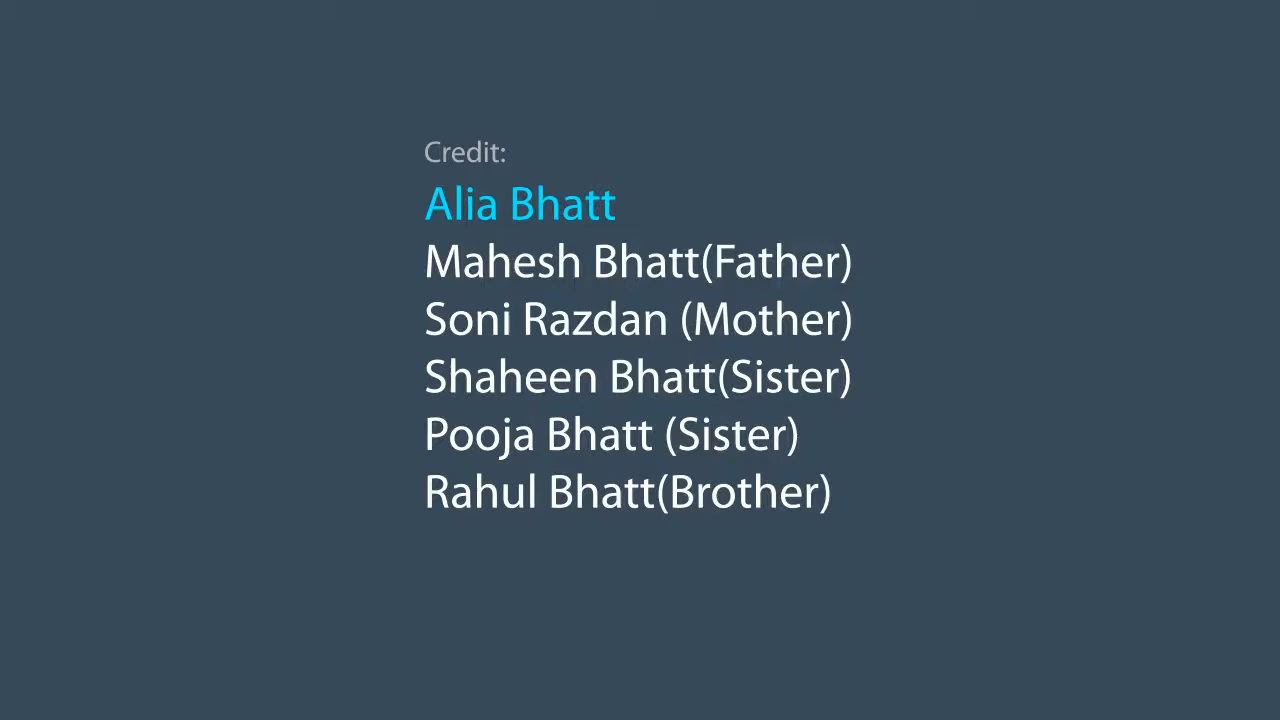 Credit:
Alia Bhatt
Mahesh Bhatt(Father)
Soni Razdan (Mother)
Shaheen Bhatt(Sister)
Pooja Bhatt (Sister)
Rahul Bhatt(Brother)